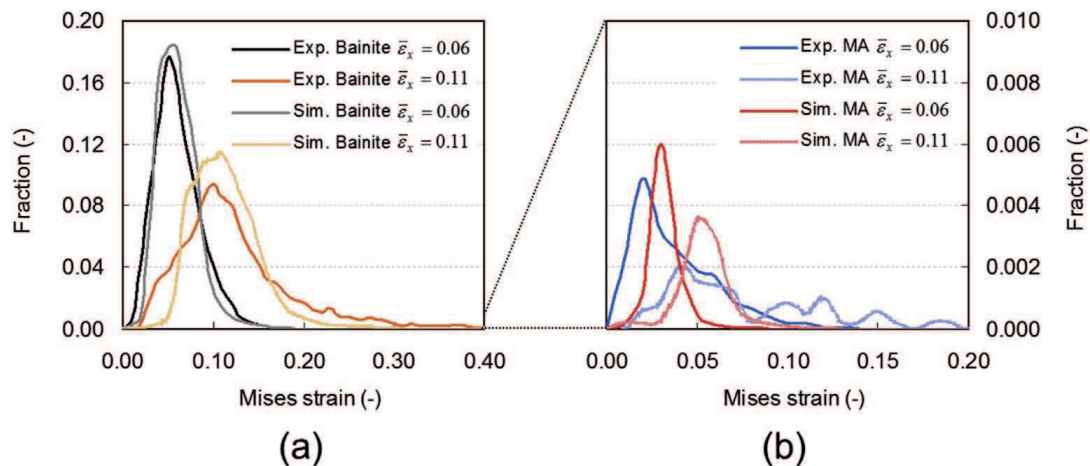 0.20
0.16
0.12
0.08
0.04
0.00
Fraction (-)
Exp. Bainite ε̄ₓ = 0.06
Exp. Bainite ε̄ₓ = 0.11
Sim. Bainite ε̄ₓ = 0.06
Sim. Bainite ε̄ₓ = 0.11
0.00 0.10 0.20 0.30 0.40
Mises strain (-)
(a)
Exp. MA ε̄ₓ = 0.06
Exp. MA ε̄ₓ = 0.11
Sim. MA ε̄ₓ = 0.06
Sim. MA ε̄ₓ = 0.11
0.010
0.008
0.006
0.004
0.002
0.000
Fraction (-)
0.00 0.05 0.10 0.15 0.20
Mises strain (-)
(b)